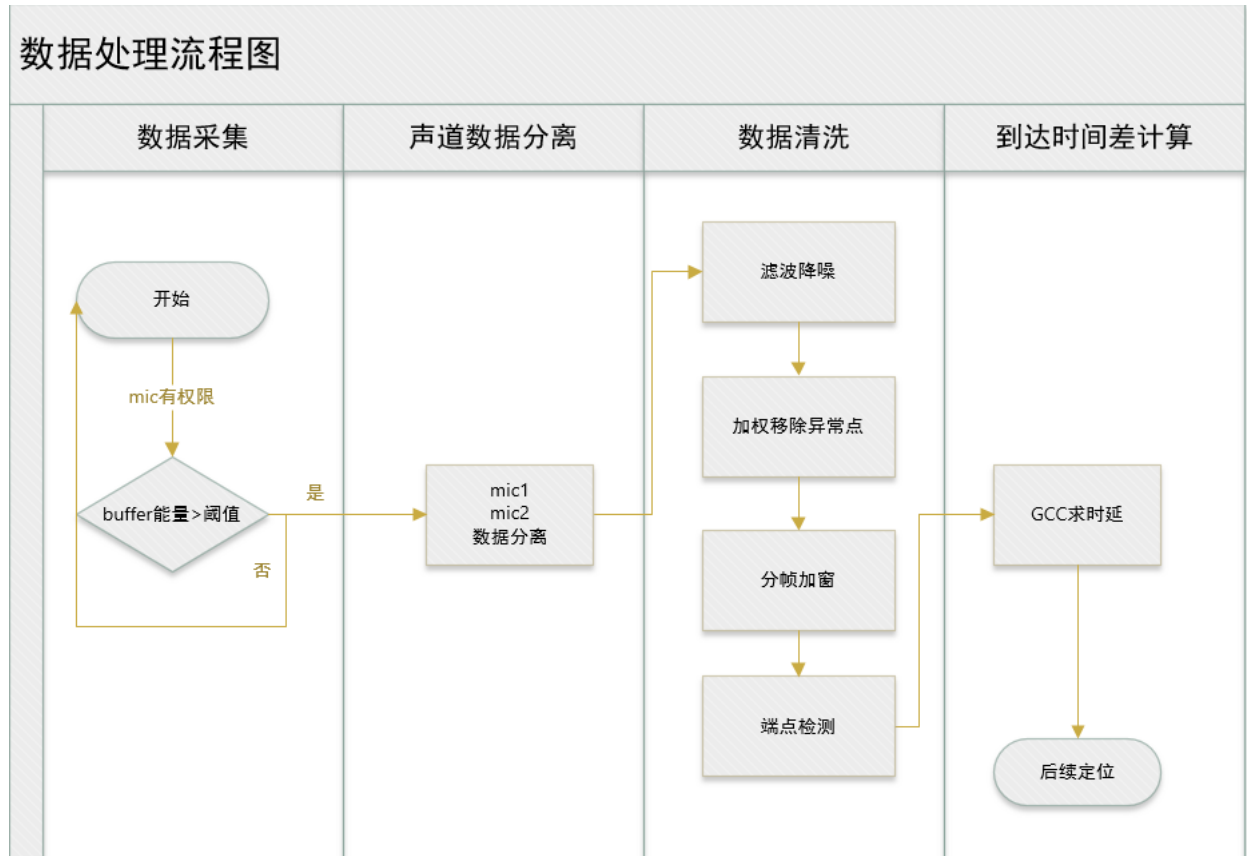 数据处理流程图
数据采集
声道数据分离
数据清洗
到达时间差计算
开始
mic有权限
buffer能量>阈值
是
否
mic1
mic2
数据分离
滤波降噪
加权移除异常点
分帧加窗
端点检测
GCC求时延
后续定位